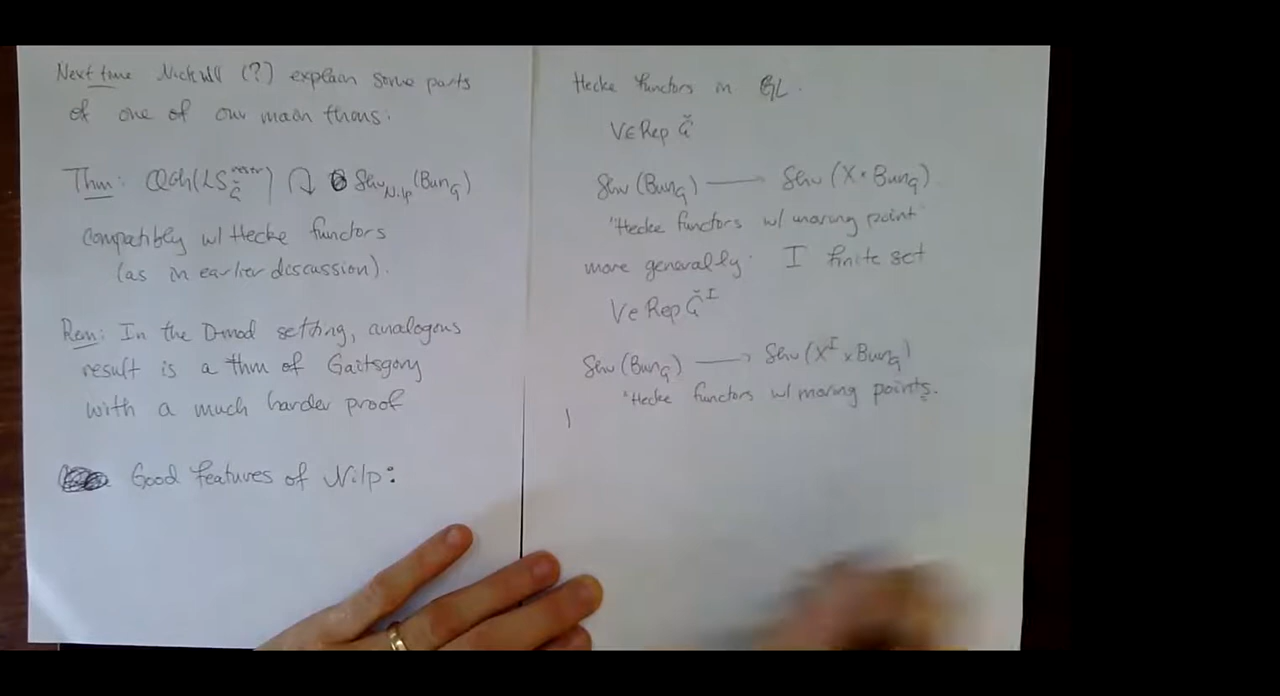 Next time Nick will (?) explain some parts
of one of our main thms:
Thm: QCoh(LS_Ǧ^restr) ↷ Shv_Nilp(Bun_G)
compatibly w/ Hecke functors
(as in earlier discussion).
Rem: In the D-mod setting, analogous
result is a thm of Gaitsgory
with a much harder proof
Good features of Nilp:
Hecke functors in GL.
V∈Rep Ǧ
Shv(Bun_G) ⟶ Shv(X×Bun_G)
"Hecke functors w/ moving point"
more generally: I finite set
V∈Rep Ǧ^I
Shv(Bun_G) ⟶ Shv(X^I×Bun_G)
"Hecke functors w/ moving points.